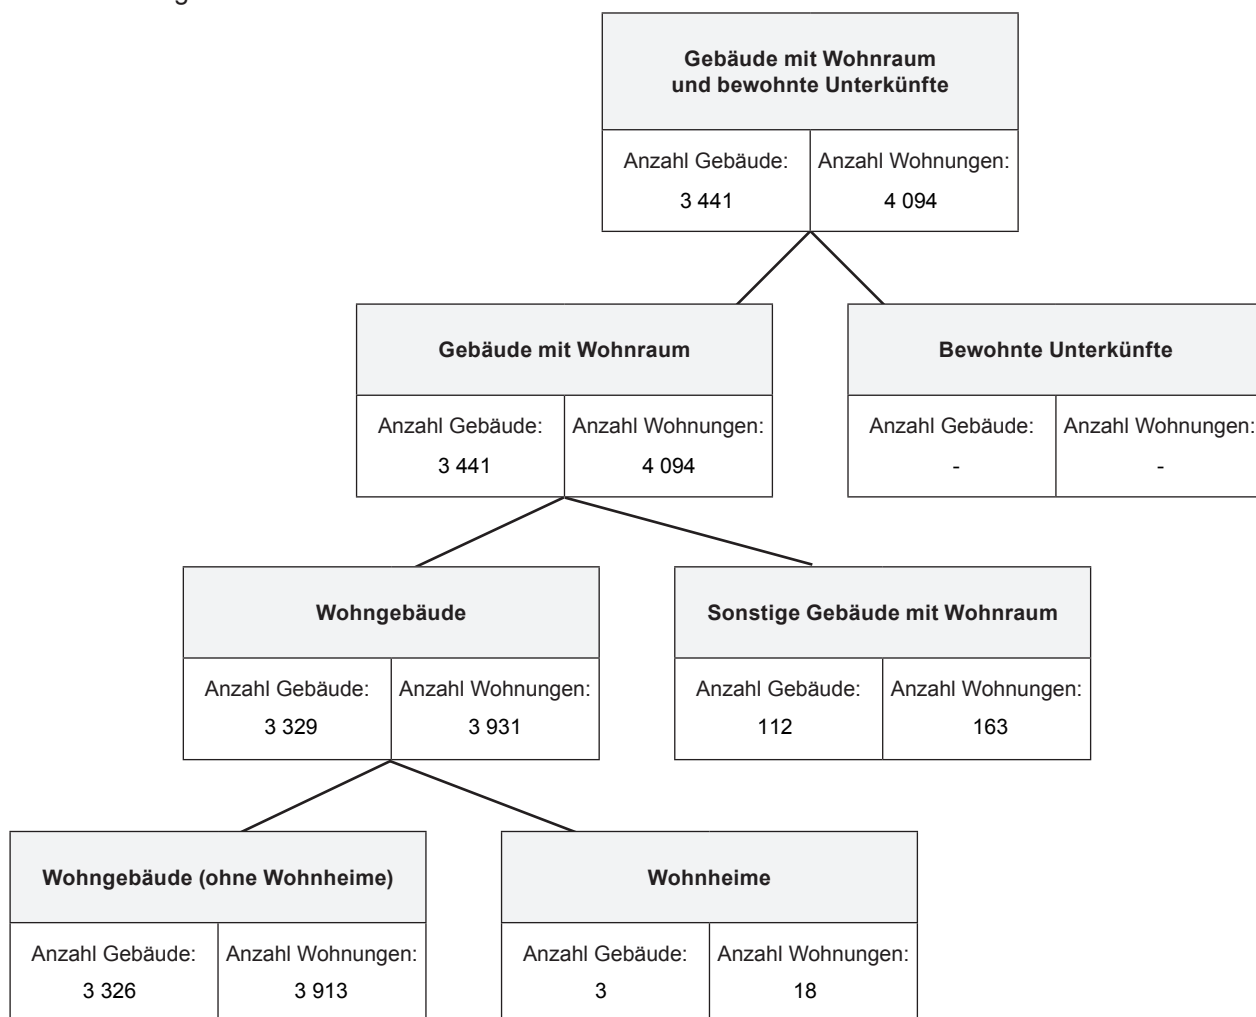 Gebäude mit Wohnraum
und bewohnte Unterkünfte
Anzahl Gebäude: Anzahl Wohnungen:
3 441 4 094
Gebäude mit Wohnraum
Anzahl Gebäude: Anzahl Wohnungen:
3 441 4 094
Bewohnte Unterkünfte
Anzahl Gebäude: Anzahl Wohnungen:
- -
Wohngebäude
Anzahl Gebäude: Anzahl Wohnungen:
3 329 3 931
Sonstige Gebäude mit Wohnraum
Anzahl Gebäude: Anzahl Wohnungen:
112 163
Wohngebäude (ohne Wohnheime)
Anzahl Gebäude: Anzahl Wohnungen:
3 326 3 913
Wohnheime
Anzahl Gebäude: Anzahl Wohnungen:
3 18